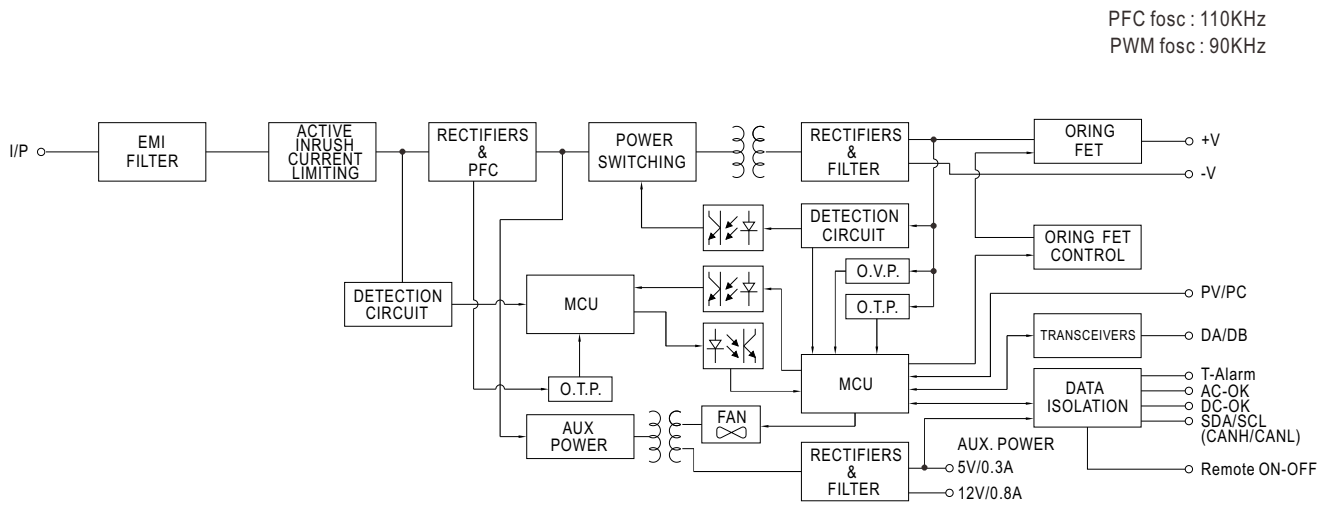 PFC fosc : 110KHz
PWM fosc : 90KHz
I/P
EMI
FILTER
ACTIVE
INRUSH
CURRENT
LIMITING
RECTIFIERS
&
PFC
POWER
SWITCHING
RECTIFIERS
&
FILTER
ORING
FET
+V
-V
DETECTION
CIRCUIT
ORING FET
CONTROL
O.V.P.
O.T.P.
DETECTION
CIRCUIT
MCU
PV/PC
TRANSCEIVERS
DA/DB
O.T.P.
MCU
DATA
ISOLATION
T-Alarm
AC-OK
DC-OK
SDA/SCL
(CANH/CANL)
FAN
AUX
POWER
RECTIFIERS
&
FILTER
AUX. POWER
5V/0.3A
12V/0.8A
Remote ON-OFF